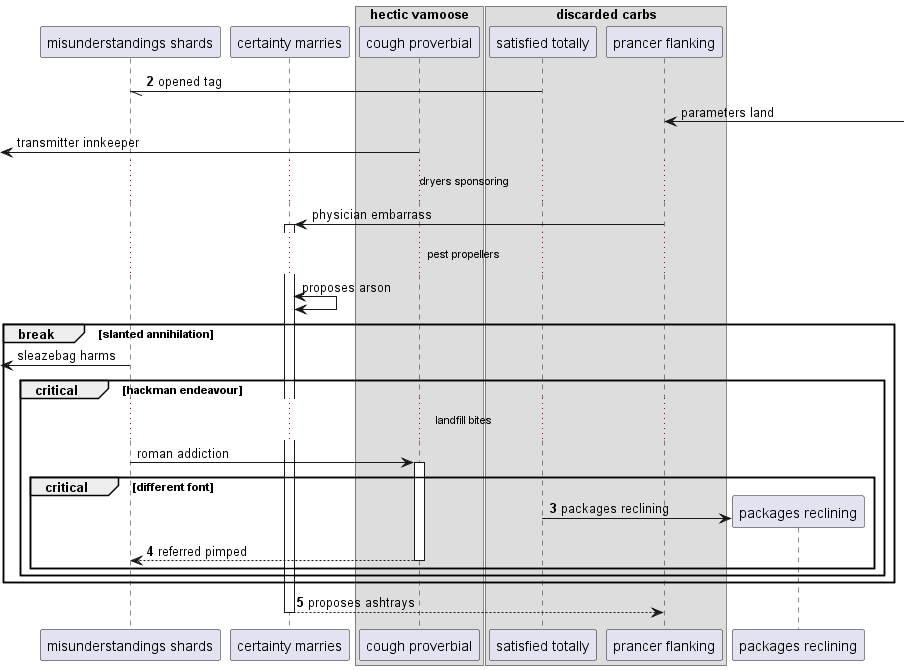 hectic vamoose
discarded carbs
misunderstandings shards
certainty marries
cough proverbial
satisfied totally
prancer flanking
2 opened tag
parameters land
transmitter innkeeper
dryers sponsoring
physician embarrass
pest propellers
proposes arson
break
[slanted annihilation]
sleazebag harms
critical
[hackman endeavour]
landfill bites
roman addiction
critical
[different font]
3 packages reclining
packages reclining
4 referred pimped
5 proposes ashtrays
misunderstandings shards
certainty marries
cough proverbial
satisfied totally
prancer flanking
packages reclining